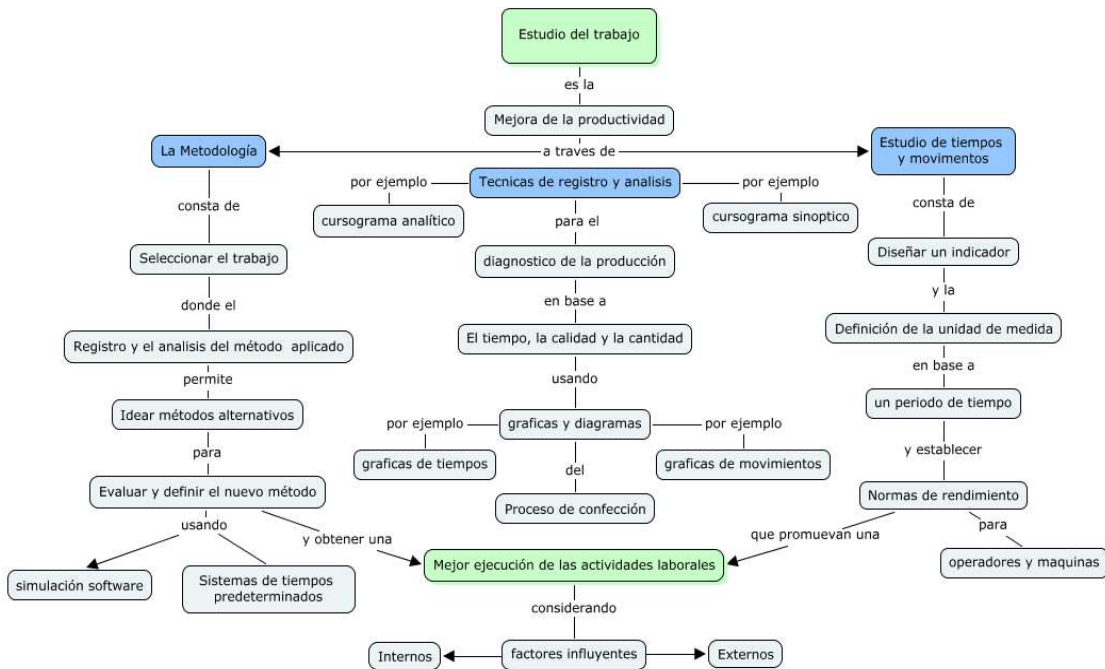 Estudio del trabajo
es la
Mejora de la productividad
a traves de
La Metodología
consta de
Seleccionar el trabajo
donde el
Registro y el analisis del método aplicado
permite
Idear métodos alternativos
para
Evaluar y definir el nuevo método
usando
simulación software
Sistemas de tiempos
predeterminados
y obtener una
Tecnicas de registro y analisis
por ejemplo
cursograma analítico
por ejemplo
cursograma sinoptico
para el
diagnostico de la producción
en base a
El tiempo, la calidad y la cantidad
usando
graficas y diagramas
por ejemplo
graficas de tiempos
por ejemplo
graficas de movimientos
del
Proceso de confección
Estudio de tiempos
y movimentos
consta de
Diseñar un indicador
y la
Definición de la unidad de medida
en base a
un periodo de tiempo
y establecer
Normas de rendimiento
que promuevan una
para
operadores y maquinas
Mejor ejecución de las actividades laborales
considerando
factores influyentes
Internos
Externos